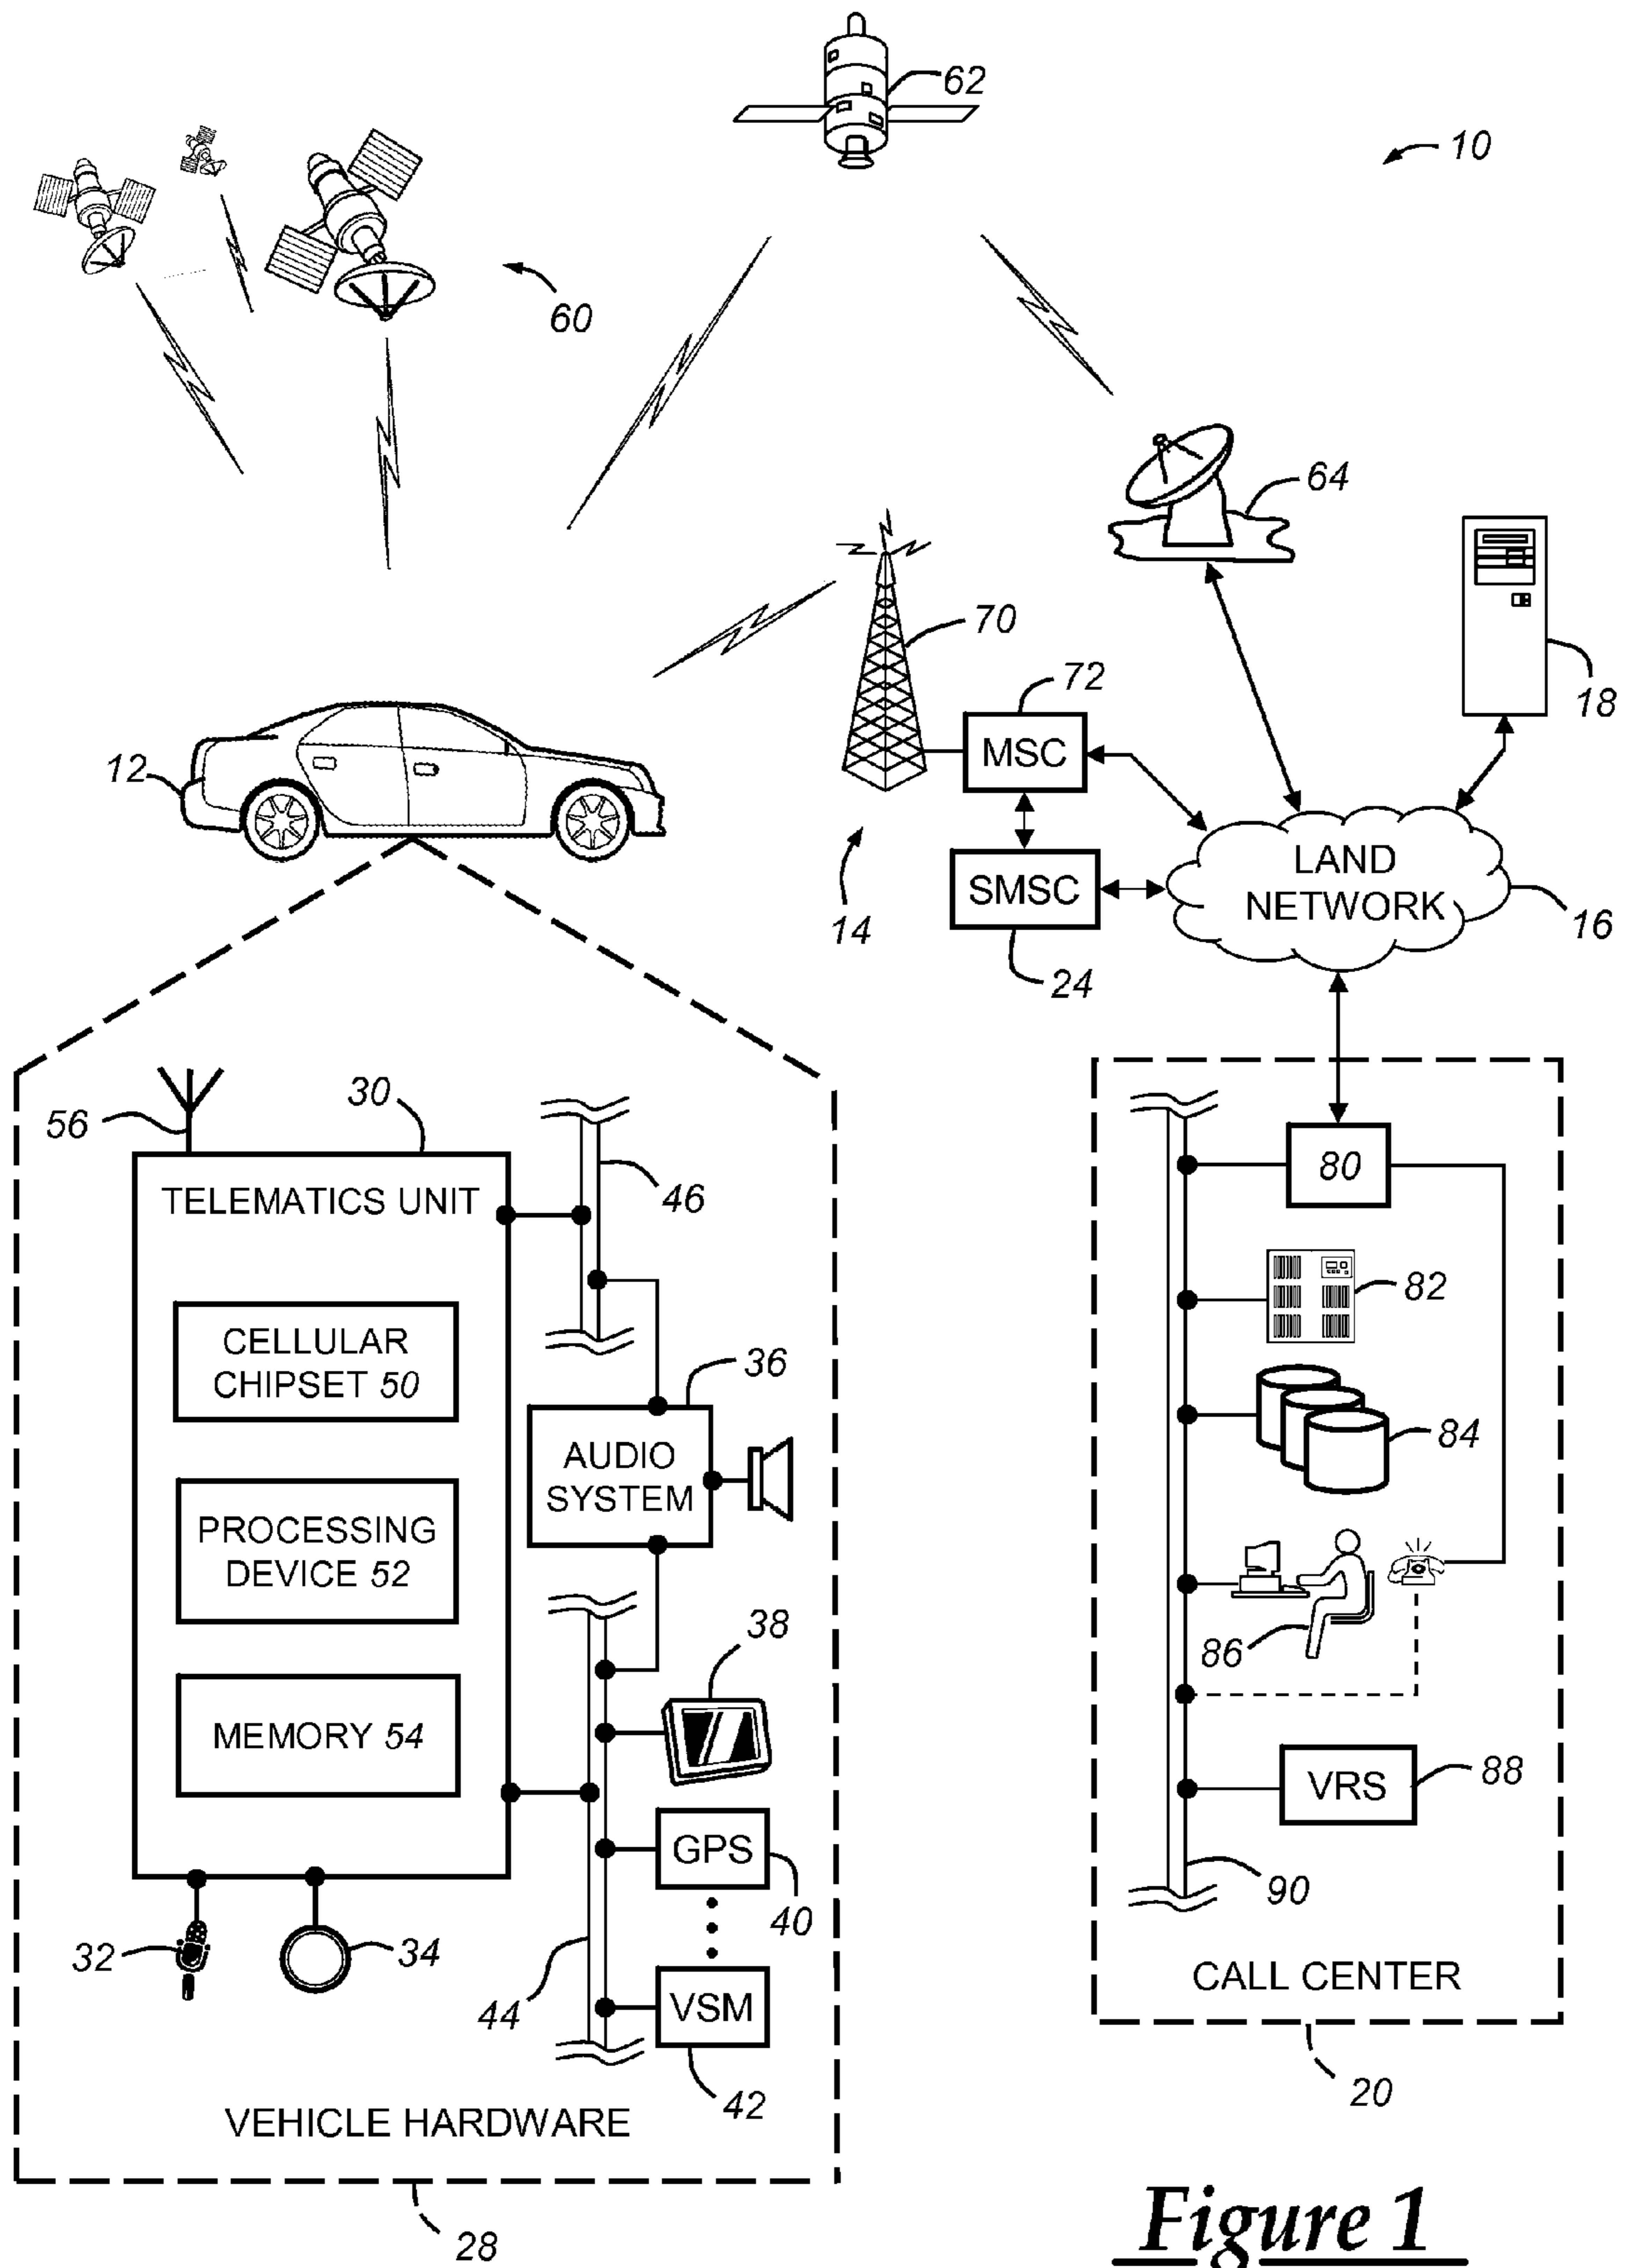 62
10
60
64
70
72
18
MSC
12
LAND
NETWORK
SMSC
14
16
24
30
56
80
TELEMATICS UNIT
46
82
CELLULAR
CHIPSET 50
36
84
AUDIO
SYSTEM
PROCESSING
DEVICE 52
38
86
MEMORY 54
88
VRS
GPS
90
40
32
34
CALL CENTER
44
VSM
20
42
VEHICLE HARDWARE
28
Figure 1